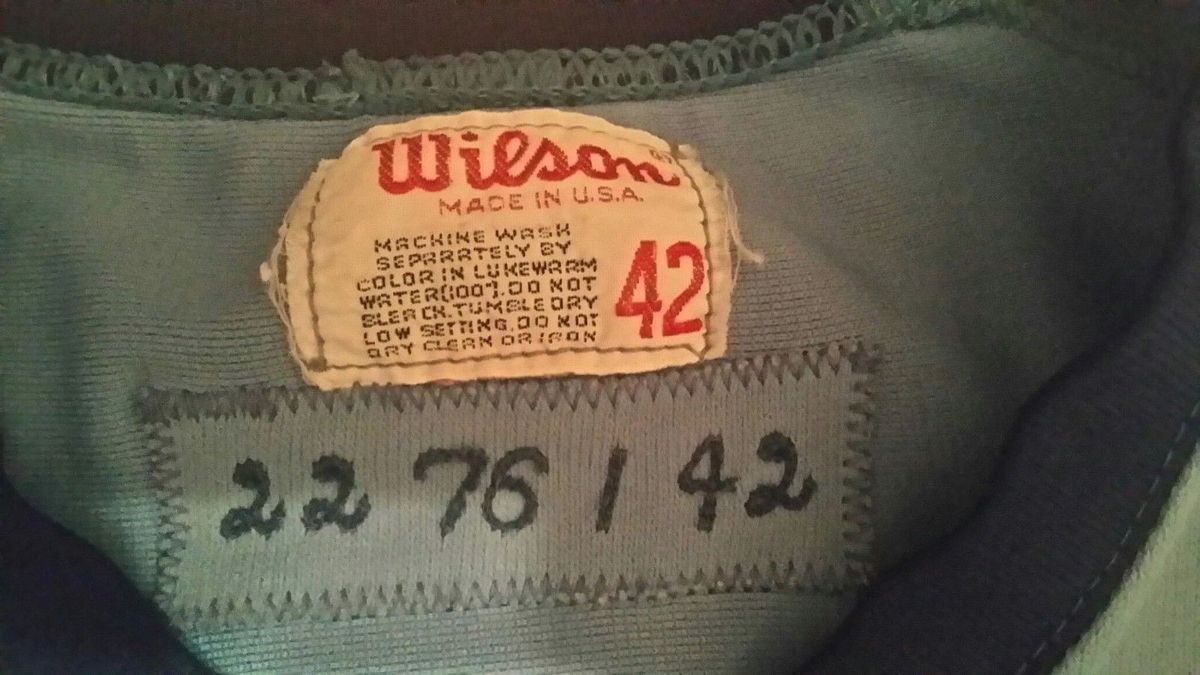 Wilson®
MADE IN U.S.A.
MACHINE WASH
SEPARATELY BY
COLOR IN LUKEWARM
WATER(100°).DO NOT
BLEACH.TUMBLE DRY
LOW SETTING.DO NOT
DRY CLEAN OR IRON
42
22 76 1 42